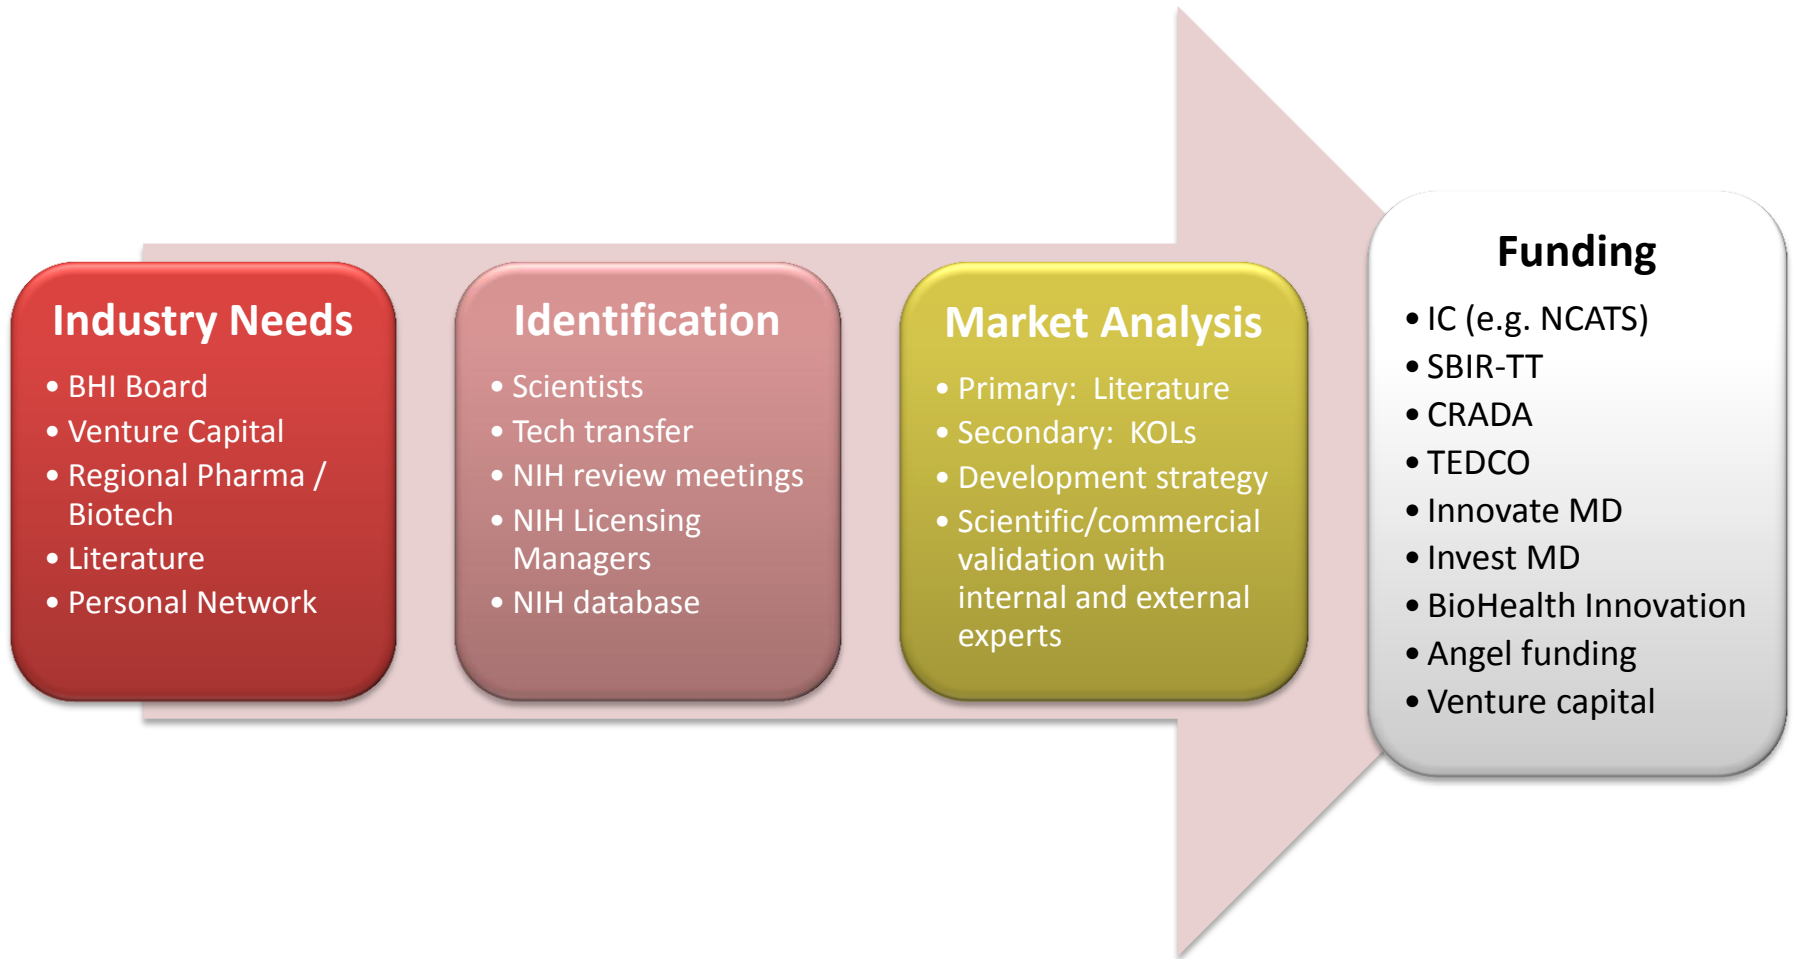 Industry Needs
• BHI Board
• Venture Capital
• Regional Pharma /
Biotech
• Literature
• Personal Network
Identification
• Scientists
• Tech transfer
• NIH review meetings
• NIH Licensing
Managers
• NIH database
Market Analysis
• Primary: Literature
• Secondary: KOLs
• Development strategy
• Scientific/commercial
validation with
internal and external
experts
Funding
• IC (e.g. NCATS)
• SBIR-TT
• CRADA
• TEDCO
• Innovate MD
• Invest MD
• BioHealth Innovation
• Angel funding
• Venture capital